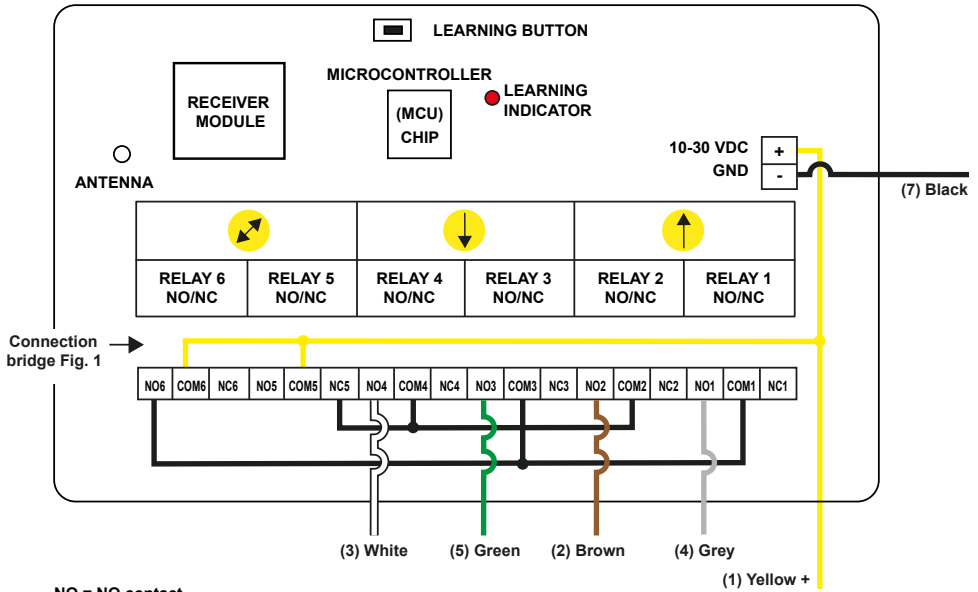 LEARNING BUTTON
MICROCONTROLLER
RECEIVER
MODULE
(MCU)
CHIP
LEARNING
INDICATOR
ANTENNA
10-30 VDC
GND
+
-
(7) Black
RELAY 6
NO/NC
RELAY 5
NO/NC
RELAY 4
NO/NC
RELAY 3
NO/NC
RELAY 2
NO/NC
RELAY 1
NO/NC
Connection
bridge Fig. 1
NO6 COM6 NC6 NO5 COM5 NC5 NO4 COM4 NC4 NO3 COM3 NC3 NO2 COM2 NC2 NO1 COM1 NC1
(3) White (5) Green (2) Brown (4) Grey
(1) Yellow +
NO = NO contact